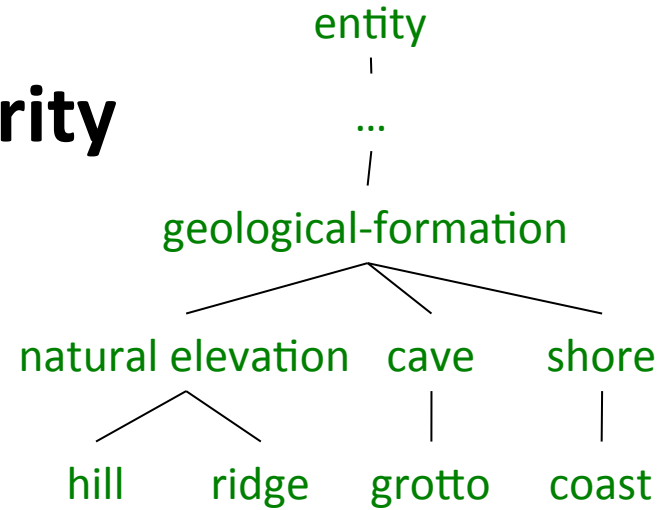 entity
rity
...
geological-formation
natural elevation cave shore
hill ridge grotto coast